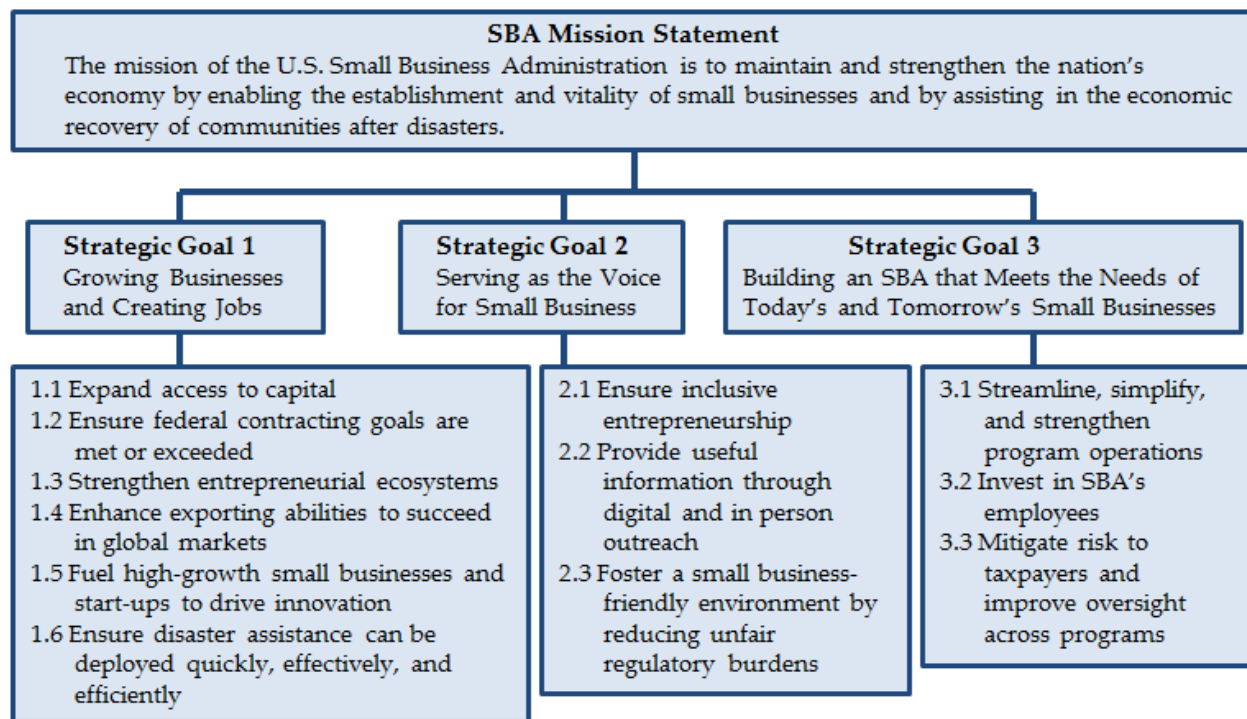 SBA Mission Statement
The mission of the U.S. Small Business Administration is to maintain and strengthen the nation's
economy by enabling the establishment and vitality of small businesses and by assisting in the economic
recovery of communities after disasters.
Strategic Goal 1
Growing Businesses
and Creating Jobs
Strategic Goal 2
Serving as the Voice
for Small Business
Strategic Goal 3
Building an SBA that Meets the Needs of
Today's and Tomorrow's Small Businesses
1.1 Expand access to capital
1.2 Ensure federal contracting goals are
met or exceeded
1.3 Strengthen entrepreneurial ecosystems
1.4 Enhance exporting abilities to succeed
in global markets
1.5 Fuel high-growth small businesses and
start-ups to drive innovation
1.6 Ensure disaster assistance can be
deployed quickly, effectively, and
efficiently
2.1 Ensure inclusive
entrepreneurship
2.2 Provide useful
information through
digital and in person
outreach
2.3 Foster a small business-
friendly environment by
reducing unfair
regulatory burdens
3.1 Streamline, simplify,
and strengthen
program operations
3.2 Invest in SBA's
employees
3.3 Mitigate risk to
taxpayers and
improve oversight
across programs